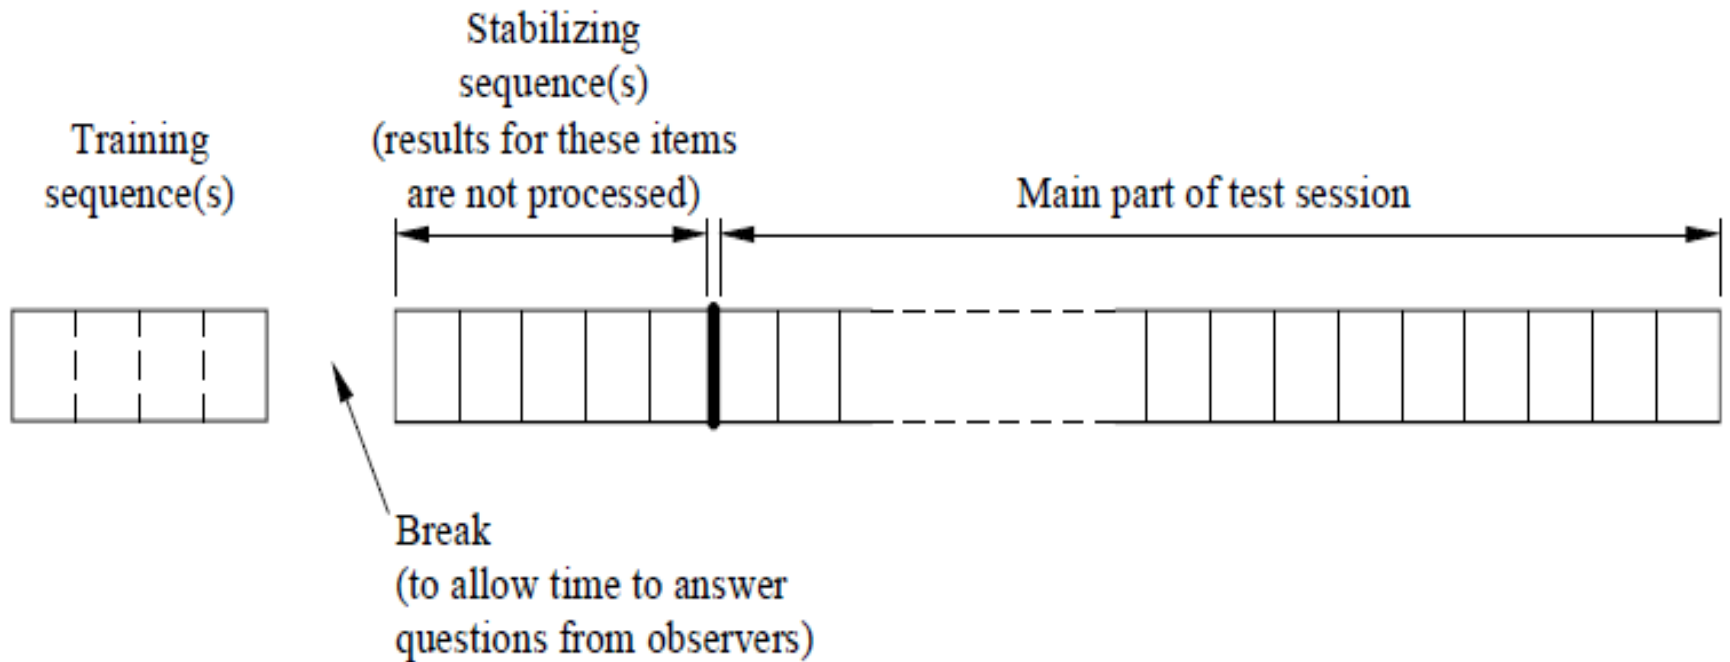 Training
sequence(s)
Stabilizing
sequence(s)
(results for these items
are not processed)
Main part of test session
Break
(to allow time to answer
questions from observers)